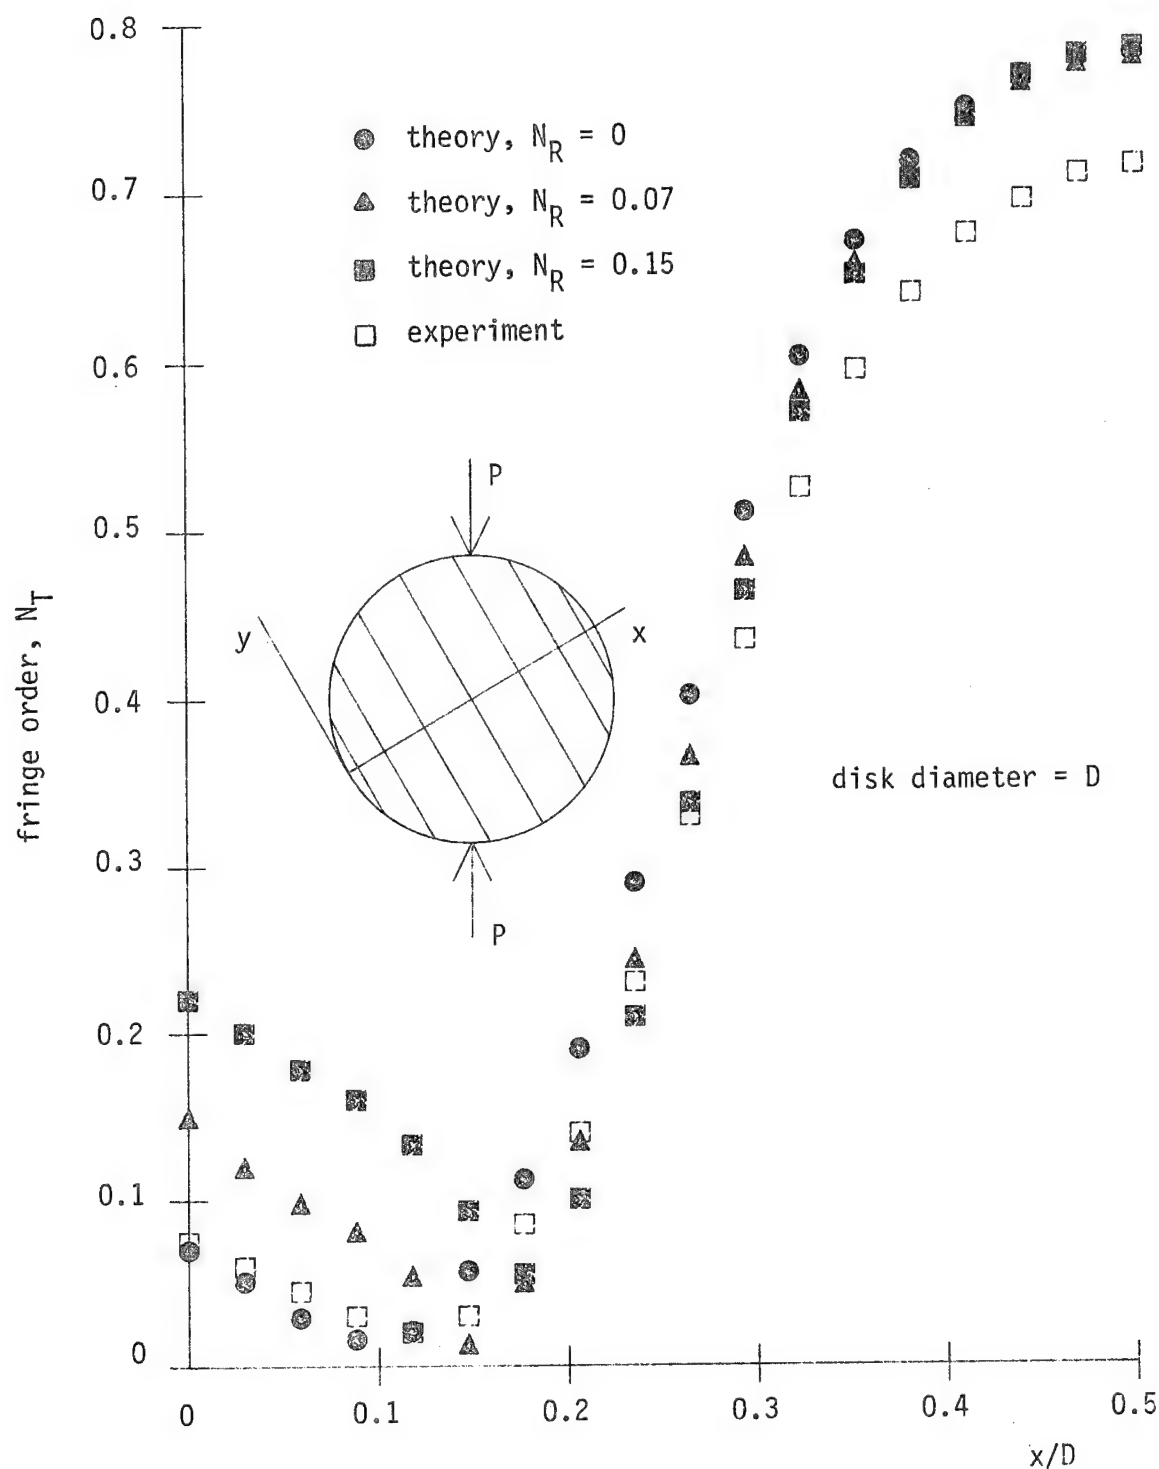 0.8
theory, N_R = 0
0.7
theory, N_R = 0.07
theory, N_R = 0.15
experiment
0.6
P
0.5
y
x
fringe order, N_T
0.4
disk diameter = D
0.3
P
0.2
0.1
0
0
0.1
0.2
0.3
0.4
0.5
x/D